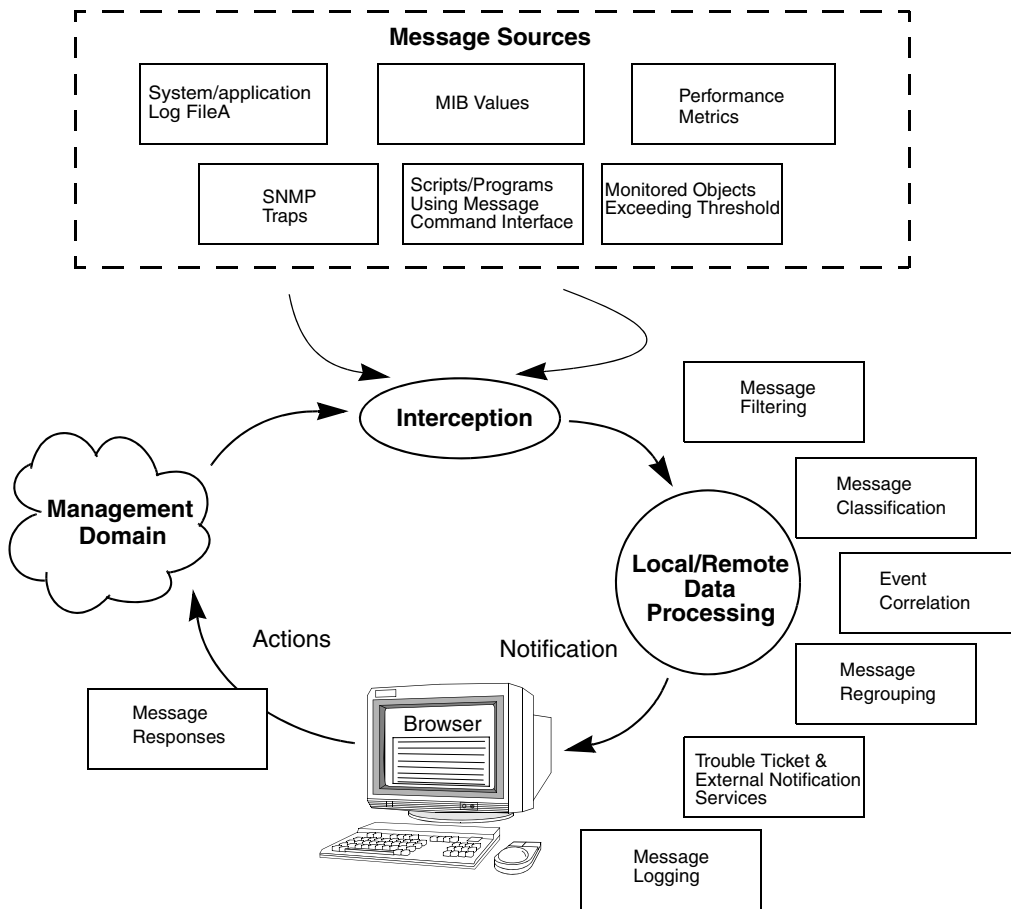 Message Sources
System/application
Log FileA
MIB Values
Performance
Metrics
SNMP
Traps
Scripts/Programs
Using Message
Command Interface
Monitored Objects
Exceeding Threshold
Interception
Message
Filtering
Management
Domain
Message
Classification
Local/Remote
Data
Processing
Event
Correlation
Actions
Notification
Message
Regrouping
Message
Responses
Browser
Trouble Ticket &
External Notification
Services
Message
Logging